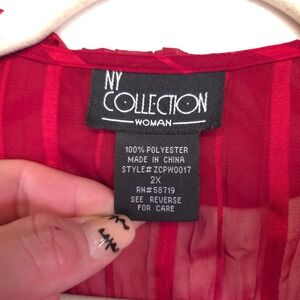 NY
COLLECTION
WOMAN
100% POLYESTER
MADE IN CHINA
STYLE# ZCPW0017
2X
RN#58719
SEE REVERSE
FOR CARE